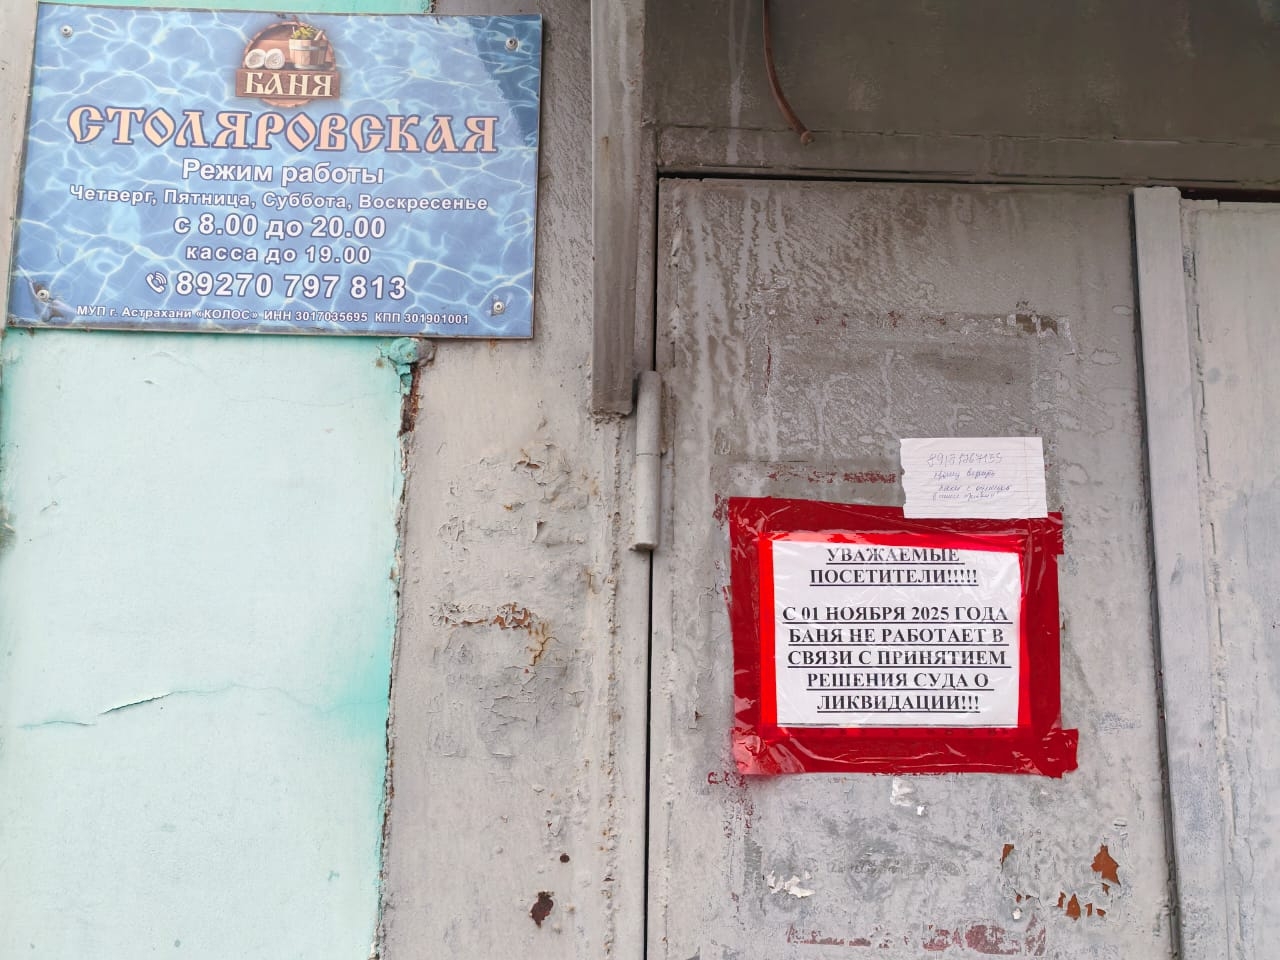 БАНЯ
СТОЛЯРОВСКАЯ
Режим работы
Четверг, Пятница, Суббота, Воскресенье
с 8.00 до 20.00
касса до 19.00
89270 797 813
МУП г. Астрахани «КОЛОС» ИНН 3017035695 КПП 301901001
УВАЖАЕМЫЕ
ПОСЕТИТЕЛИ!!!!!
С 01 НОЯБРЯ 2025 ГОДА
БАНЯ НЕ РАБОТАЕТ В
СВЯЗИ С ПРИНЯТИЕМ
РЕШЕНИЯ СУДА О
ЛИКВИДАЦИИ!!!